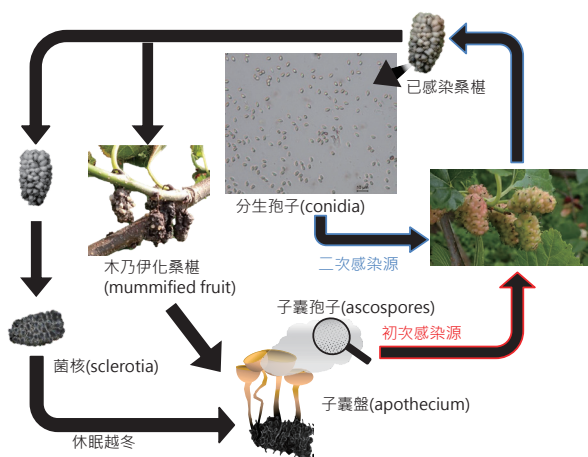 已感染桑椹
分生孢子(conidia)
二次感染源
木乃伊化桑椹
(mummified fruit)
子囊孢子(ascospores)
初次感染源
菌核(sclerotia)
子囊盤(apothecium)
休眠越冬